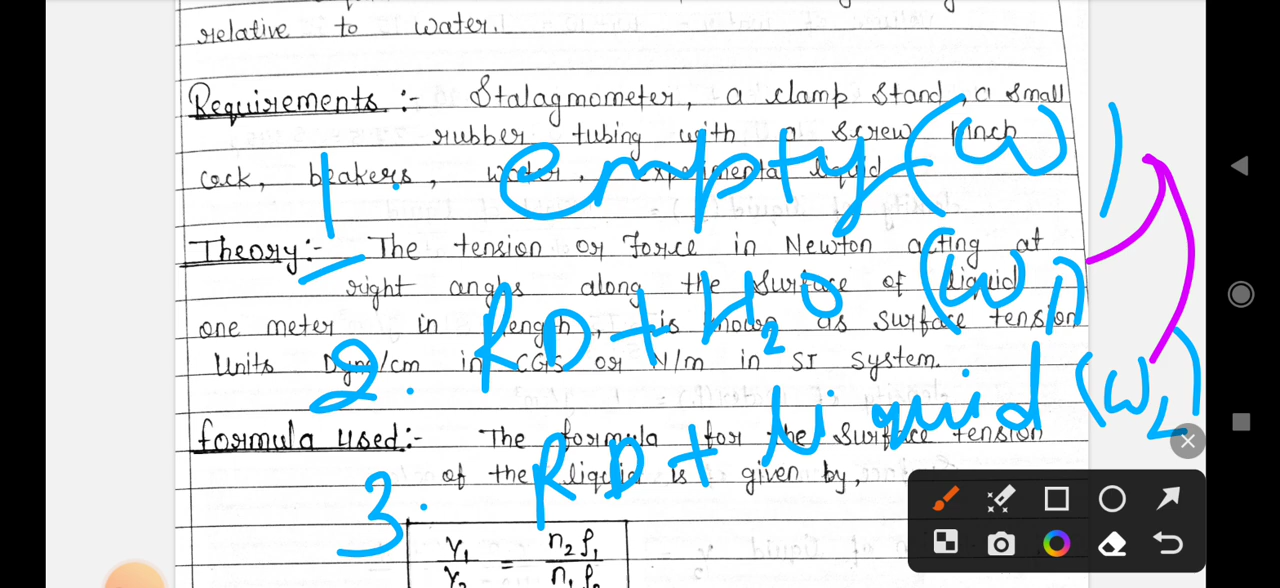 relative to water.
Requirements :- Stalagmometer, a clamp stand, a small
rubber tubing with a screw pinch
cock, beakers, water, experimental liquid
1. empty (W)
Theory:- The tension or force in Newton acting at
right angles along the surface of liquid
one meter in length, is known as surface tension
Units Dyne/cm in CGS or N/m in SI System.
2. RD + H₂O (W₁)
formula used:- The formula for the surface tension
of the liquid is given by,
3. RD + liquid (W₂)
γ₁/γ₂ = n₂ρ₁/n₁ρ₂